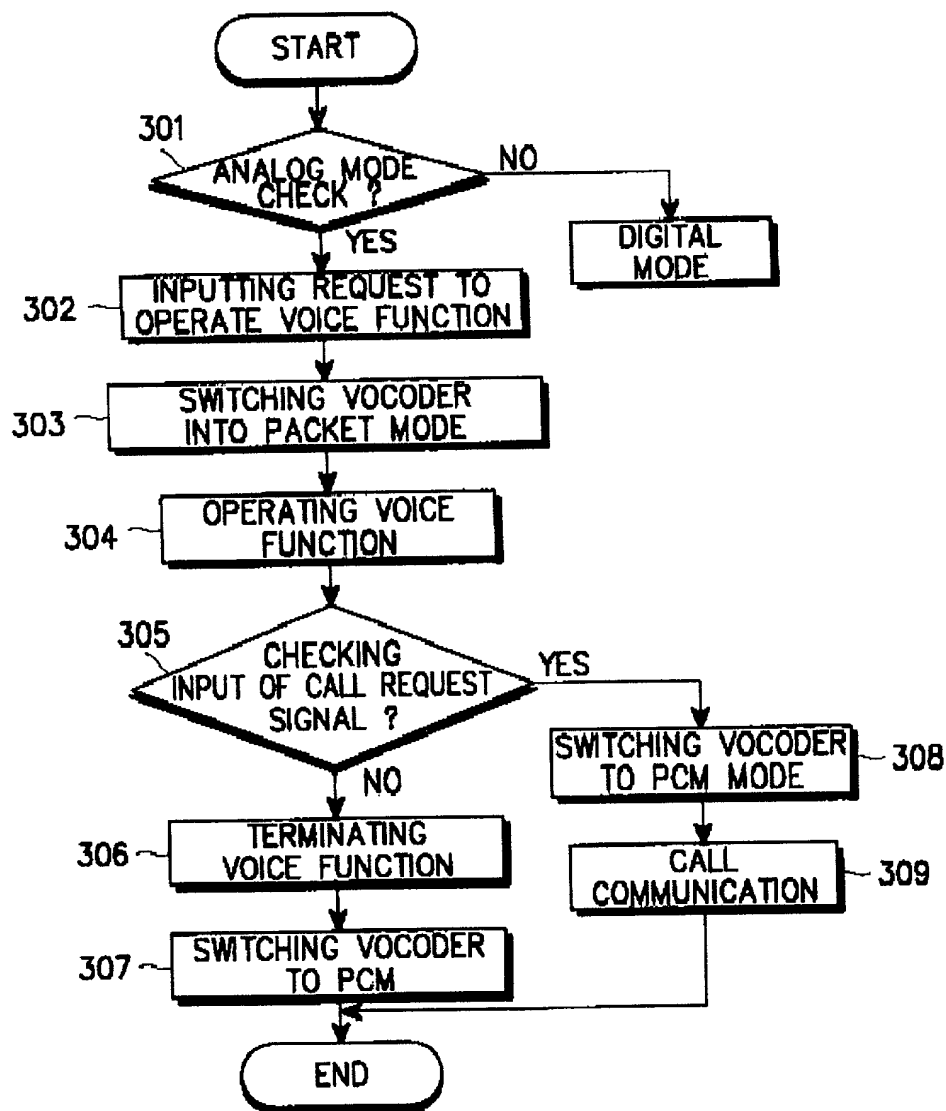 START
301
ANALOG MODE
CHECK ?
NO
YES
DIGITAL
MODE
302
INPUTTING REQUEST TO
OPERATE VOICE FUNCTION
303
SWITCHING VOCODER
INTO PACKET MODE
304
OPERATING VOICE
FUNCTION
305
CHECKING
INPUT OF CALL REQUEST
SIGNAL ?
YES
NO
SWITCHING VOCODER
TO PCM MODE
308
306
TERMINATING
VOICE FUNCTION
CALL
COMMUNICATION
309
307
SWITCHING VOCODER
TO PCM
END